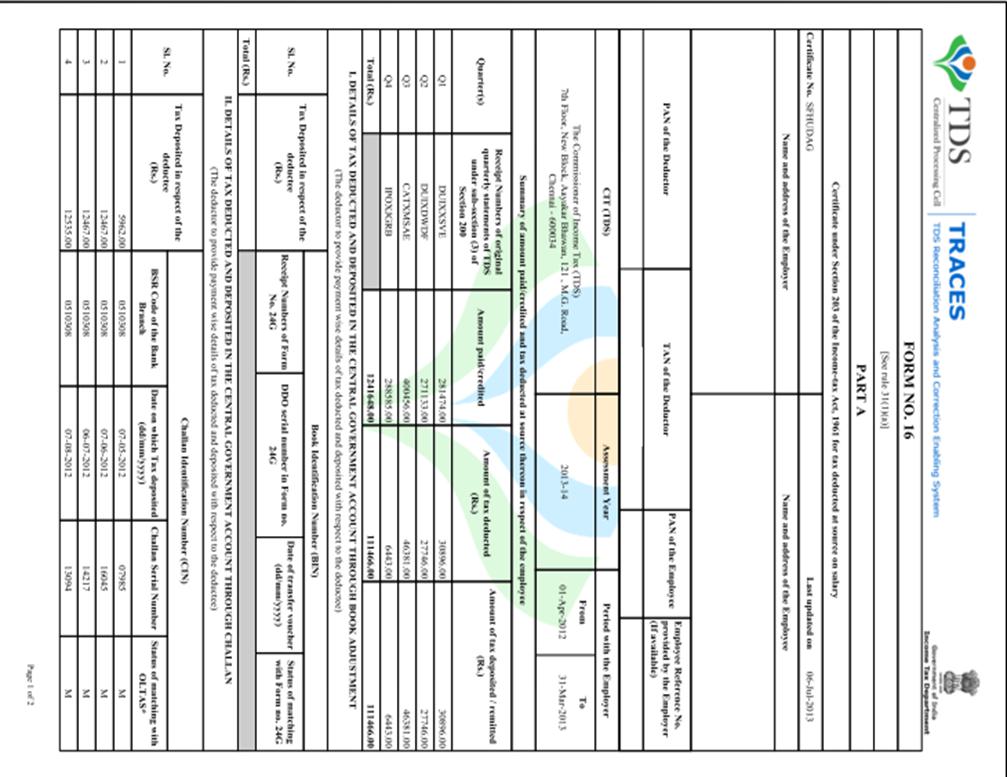 TDS
Centralized Processing Cell
TRACES
TDS Reconciliation Analysis and Correction Enabling System
Government of India
Income Tax Department
FORM NO. 16
[See rule 31(1)(a)]
PART A
Certificate under Section 203 of the Income-tax Act, 1961 for tax deducted at source on salary
Certificate No. SFHUDAG
Last updated on 06-Jul-2013
Name and address of the Employer
Name and address of the Employee
PAN of the Deductor
TAN of the Deductor
PAN of the Employee
Employee Reference No.
provided by the Employer
(If available)
CIT (TDS)
Assessment Year
Period with the Employer
The Commissioner of Income Tax (TDS)
7th Floor, New Block, Aayakar Bhawan, 121 , M.G. Road,
Chennai - 600034
2013-14
From
01-Apr-2012
To
31-Mar-2013
Summary of amount paid/credited and tax deducted at source thereon in respect of the employee
Quarter(s)
Receipt Numbers of original
quarterly statements of TDS
under sub-section (3) of
Section 200
Amount paid/credited
Amount of tax deducted
(Rs.)
Amount of tax deposited / remitted
(Rs.)
Q1 DUIXXSVE 281474.00 30896.00 30896.00
Q2 DUIXDWDF 271133.00 27746.00 27746.00
Q3 CATXMSAE 400456.00 46381.00 46381.00
Q4 IPOXJGRB 288585.00 6443.00 6443.00
Total (Rs.) 1241648.00 111466.00 111466.00
I. DETAILS OF TAX DEDUCTED AND DEPOSITED IN THE CENTRAL GOVERNMENT ACCOUNT THROUGH BOOK ADJUSTMENT
(The deductor to provide payment wise details of tax deducted and deposited with respect to the deductee)
Sl. No.
Tax Deposited in respect of the
deductee
(Rs.)
Book Identification Number (BIN)
Receipt Numbers of Form
No. 24G
DDO serial number in Form no.
24G
Date of transfer voucher
(dd/mm/yyyy)
Status of matching
with Form no. 24G
Total (Rs.)
II. DETAILS OF TAX DEDUCTED AND DEPOSITED IN THE CENTRAL GOVERNMENT ACCOUNT THROUGH CHALLAN
(The deductor to provide payment wise details of tax deducted and deposited with respect to the deductee)
Sl. No.
Tax Deposited in respect of the
deductee
(Rs.)
Challan Identification Number (CIN)
BSR Code of the Bank
Branch
Date on which Tax deposited
(dd/mm/yyyy)
Challan Serial Number
Status of matching with
OLTAS*
1 5962.00 0510308 07-05-2012 07985 M
2 12467.00 0510308 07-06-2012 16045 M
3 12467.00 0510308 06-07-2012 14217 M
4 12535.00 0510308 07-08-2012 13094 M
Page 1 of 2